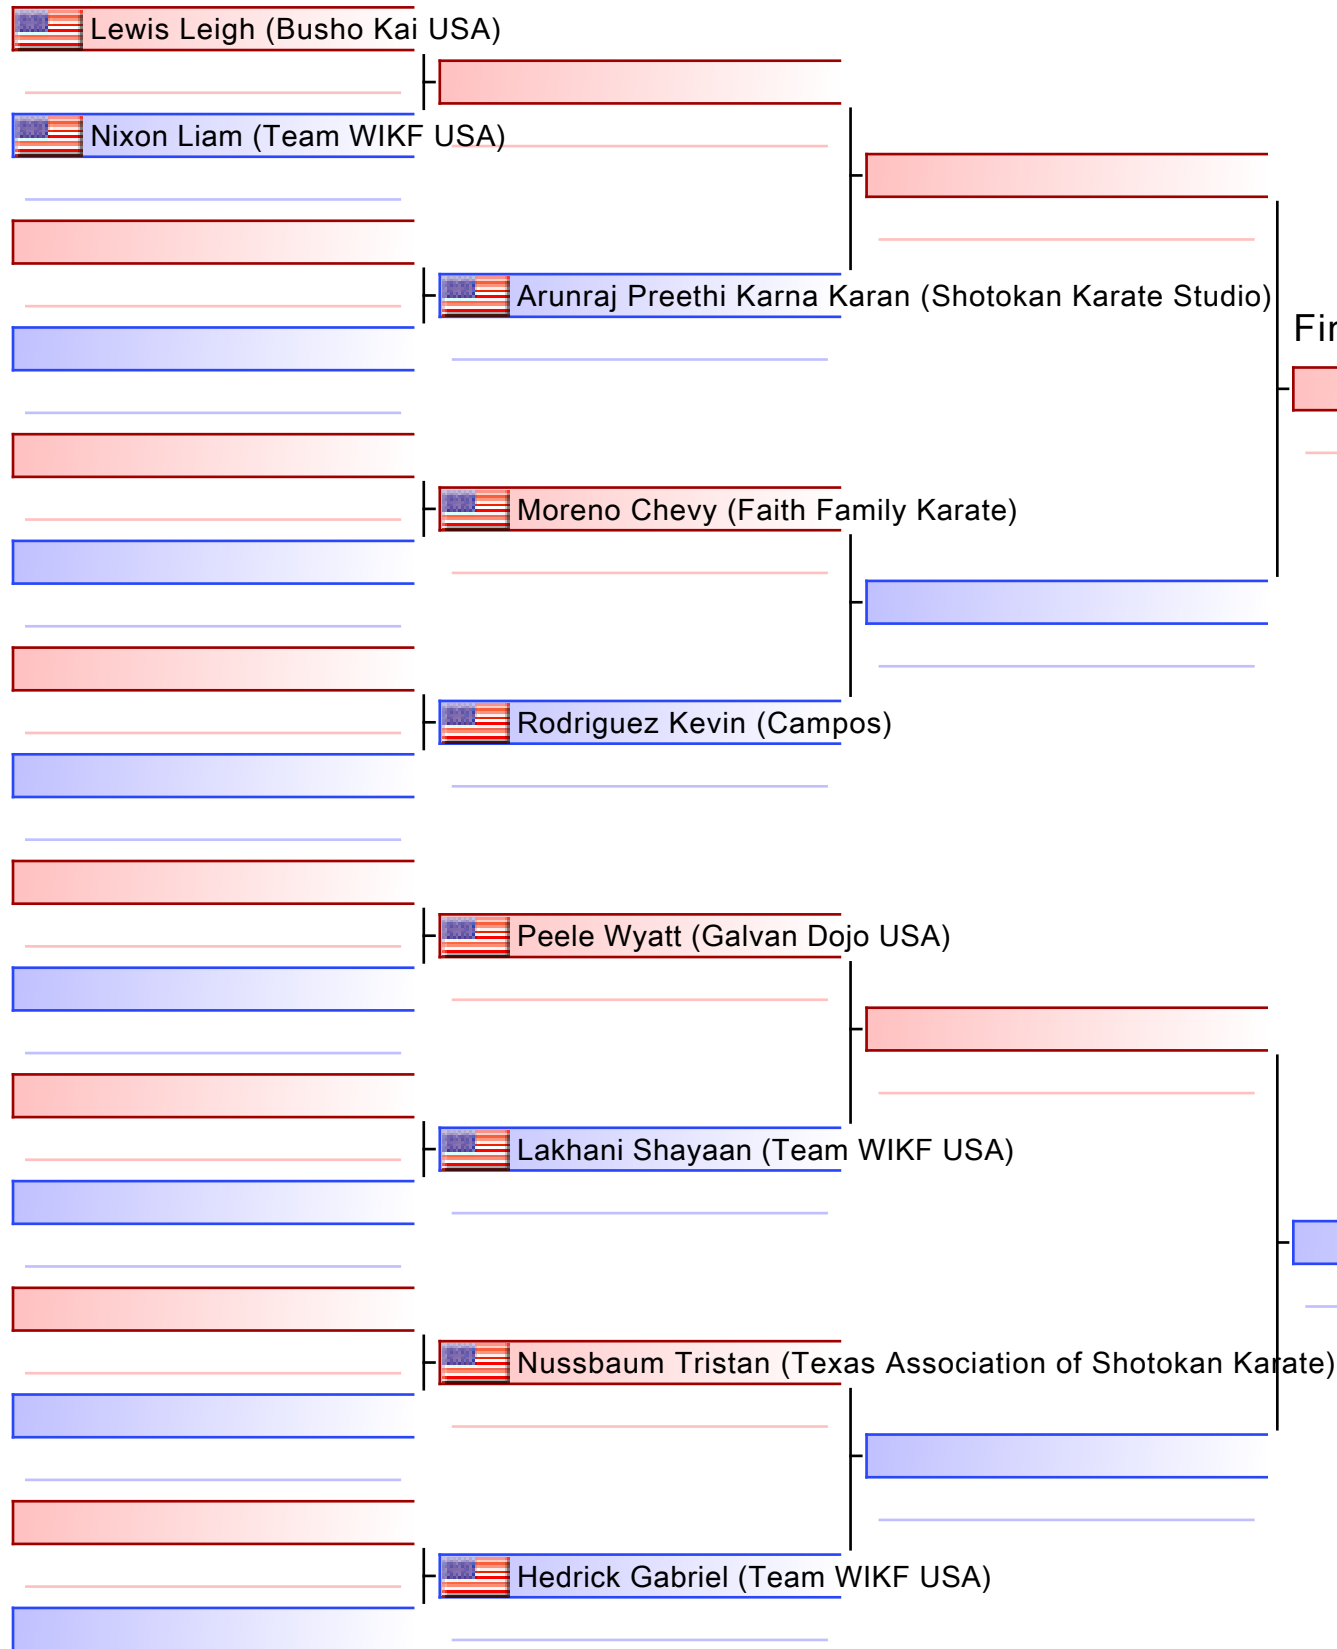 Lewis Leigh (Busho Kai USA)
Nixon Liam (Team WIKF USA)
Arunraj Preethi Karna Karan (Shotokan Karate Studio)
Moreno Chevy (Faith Family Karate)
Rodriguez Kevin (Campos)
Peele Wyatt (Galvan Dojo USA)
Lakhani Shayaan (Team WIKF USA)
Nussbaum Tristan (Texas Association of Shotokan Karate)
Hedrick Gabriel (Team WIKF USA)